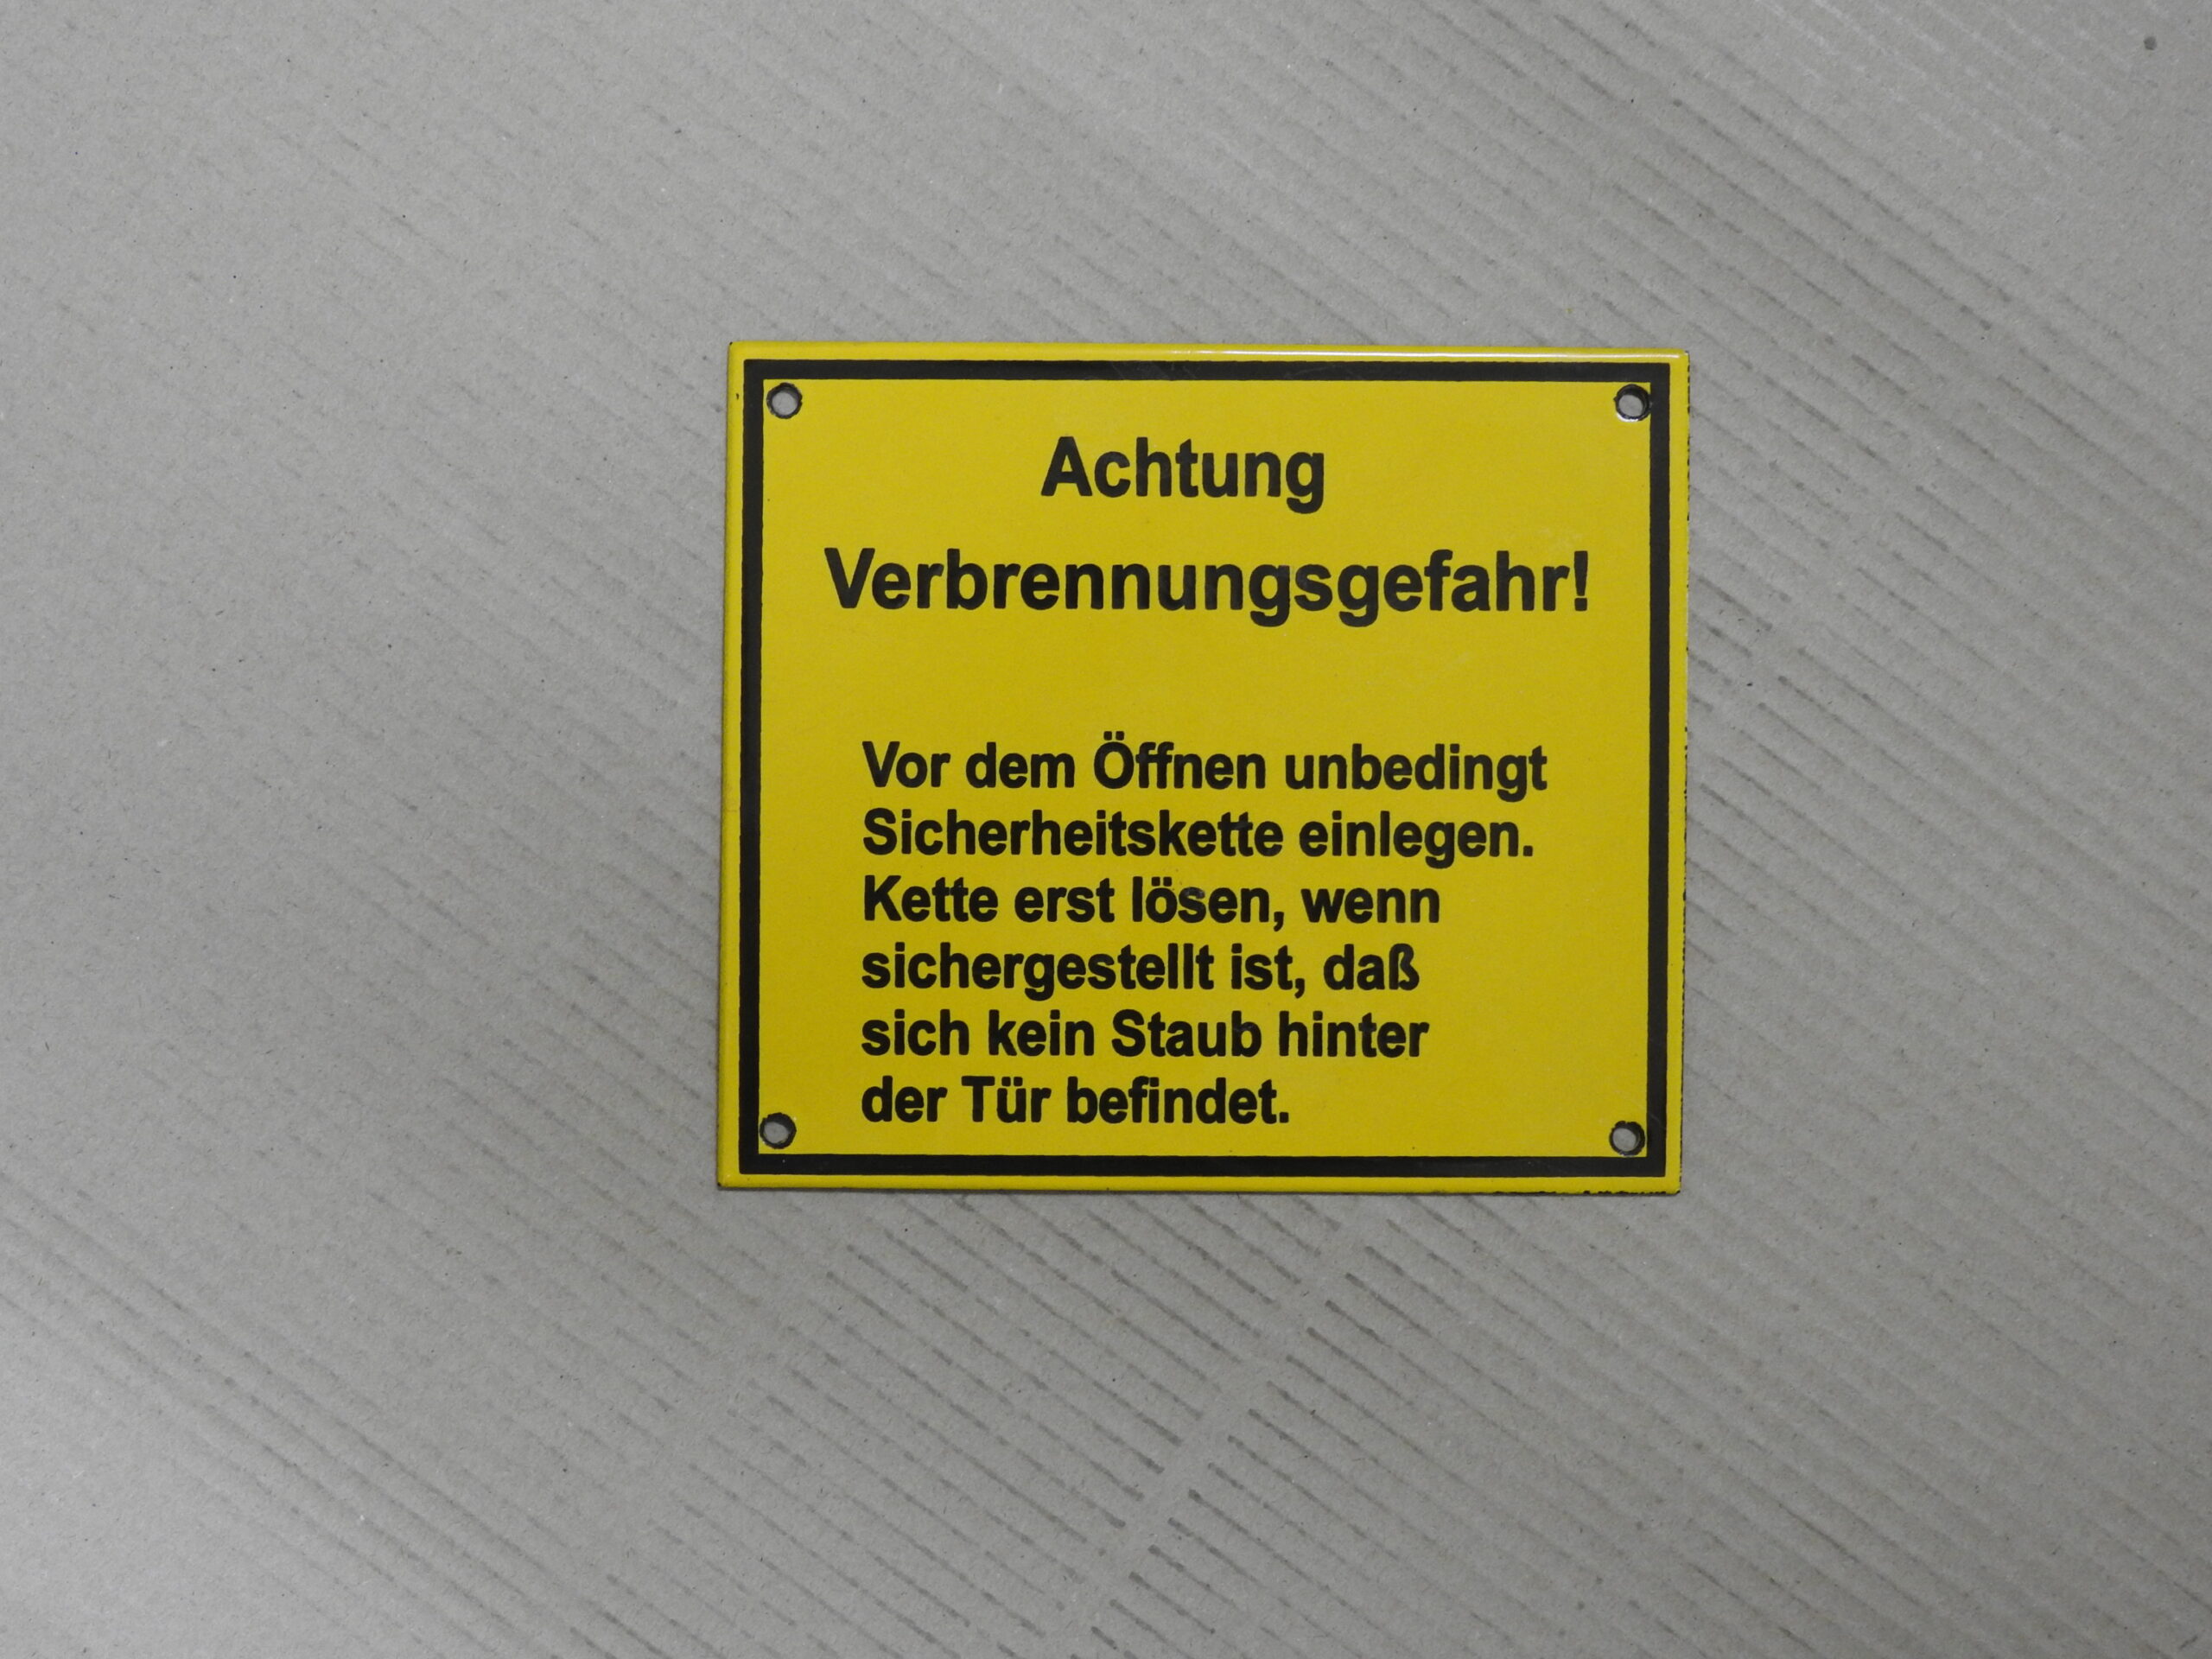 Achtung
Verbrennungsgefahr!
Vor dem Öffnen unbedingt
Sicherheitskette einlegen.
Kette erst lösen, wenn
sichergestellt ist, daß
sich kein Staub hinter
der Tür befindet.